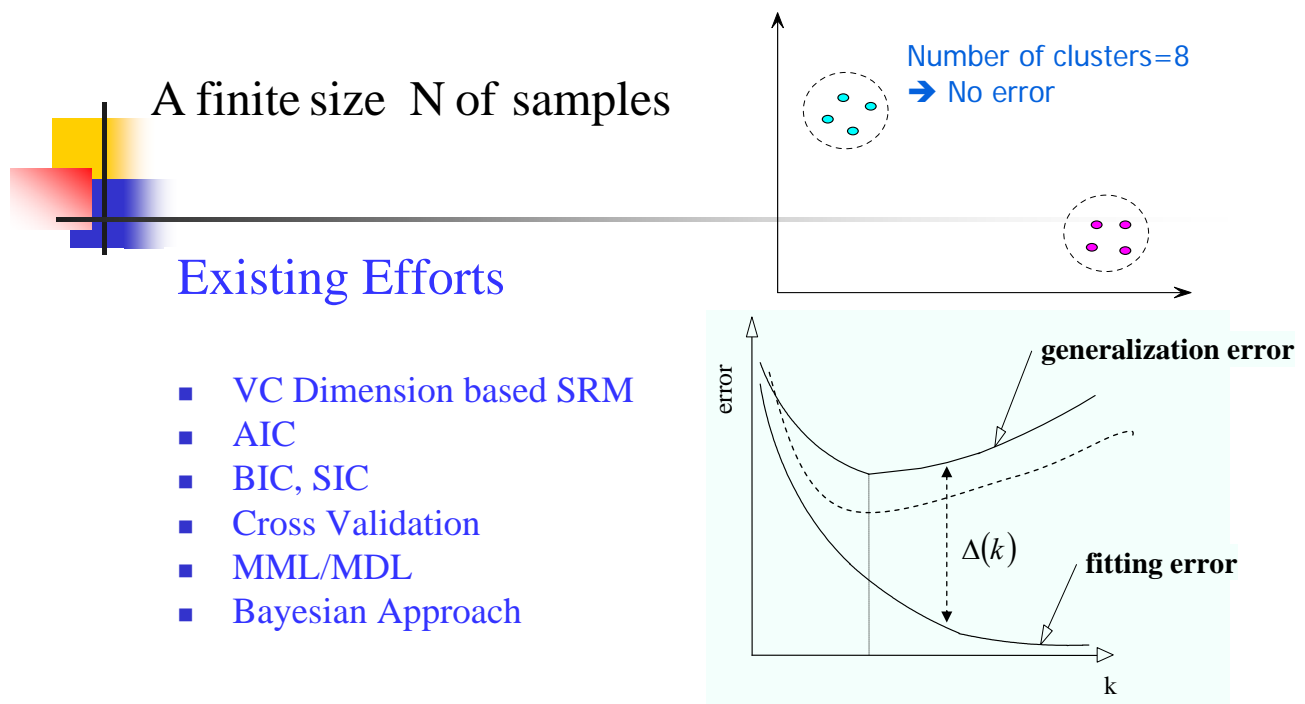 A finite size N of samples
Number of clusters=8
➔ No error
Existing Efforts
■ VC Dimension based SRM
■ AIC
■ BIC, SIC
■ Cross Validation
■ MML/MDL
■ Bayesian Approach
error
generalization error
Δ(k)
fitting error
k